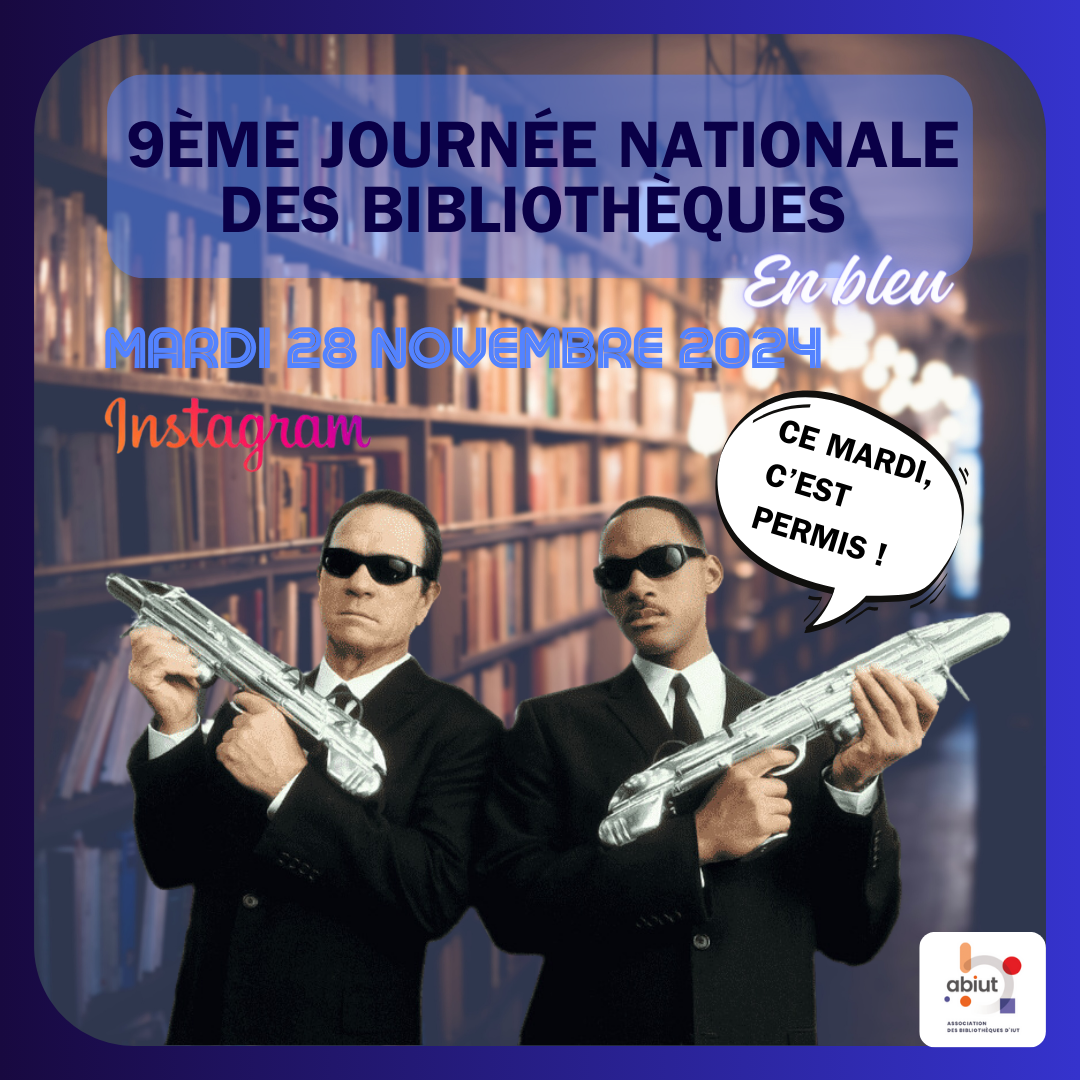 9ÈME JOURNÉE NATIONALE
DES BIBLIOTHÈQUES
En bleu
MARDI 28 NOVEMBRE 2024
Instagram
CE MARDI,
C'EST
PERMIS !
abiut
ASSOCIATION
DES BIBLIOTHÈQUES D'IUT